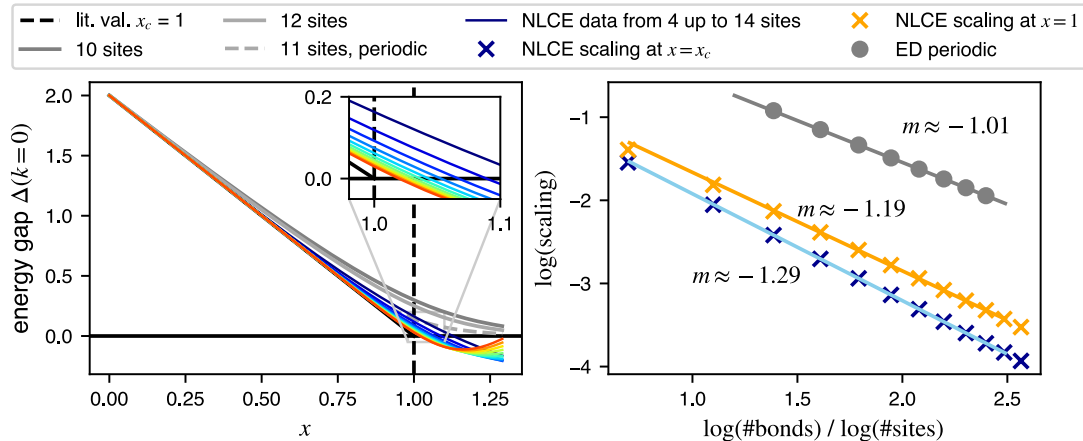 lit. val. x_c = 1
12 sites
NLCE data from 4 up to 14 sites
NLCE scaling at x=1
10 sites
11 sites, periodic
NLCE scaling at x=x_c
ED periodic
2.0
1.5
1.0
0.5
0.0
energy gap Δ(k=0)
0.00
0.25
0.50
0.75
1.00
1.25
x
0.2
0.0
1.0
1.1
−1
−2
−3
−4
log(scaling)
m ≈ −1.01
m ≈ −1.19
m ≈ −1.29
1.0
1.5
2.0
2.5
log(#bonds) / log(#sites)